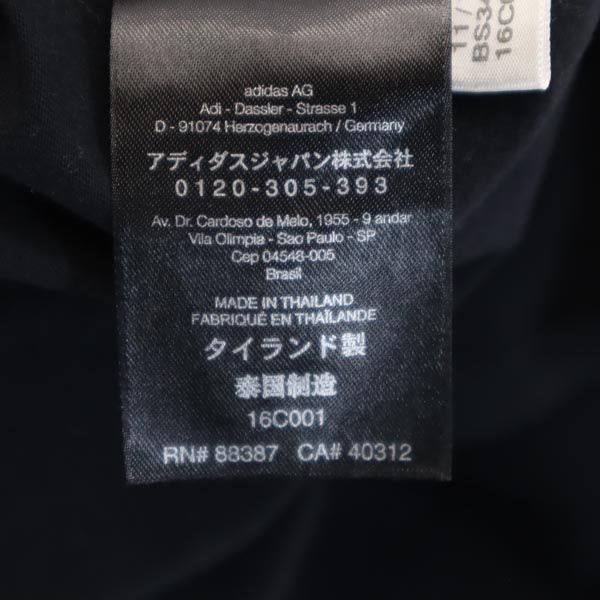 adidas AG
Adi - Dassler - Strasse 1
D - 91074 Herzogenaurach / Germany
アディダスジャパン株式会社
0120-305-393
Av. Dr. Cardoso de Melo, 1955 - 9 andar
Vila Olimpia - Sao Paulo - SP
Cep 04548-005
Brasil
MADE IN THAILAND
FABRIQUÉ EN THAÏLANDE
タイランド製
泰国制造
16C001
RN# 88387 CA# 40312
11/